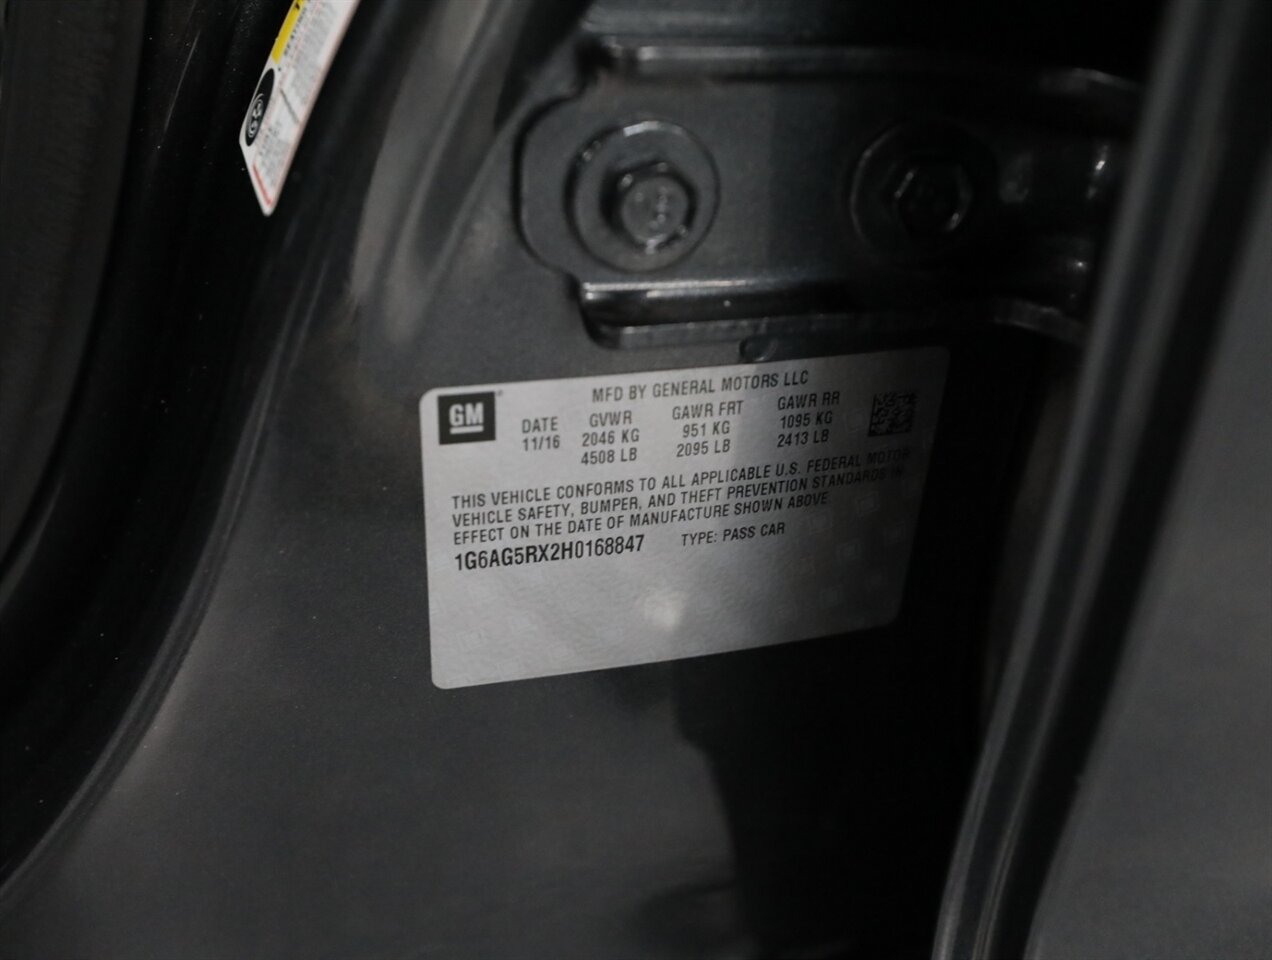 GM
MFD BY GENERAL MOTORS LLC
DATE GVWR GAWR FRT GAWR RR
11/16 2046 KG 951 KG 1095 KG
4508 LB 2095 LB 2413 LB
THIS VEHICLE CONFORMS TO ALL APPLICABLE U.S. FEDERAL MOTOR
VEHICLE SAFETY, BUMPER, AND THEFT PREVENTION STANDARDS IN
EFFECT ON THE DATE OF MANUFACTURE SHOWN ABOVE
1G6AG5RX2H0168847 TYPE: PASS CAR